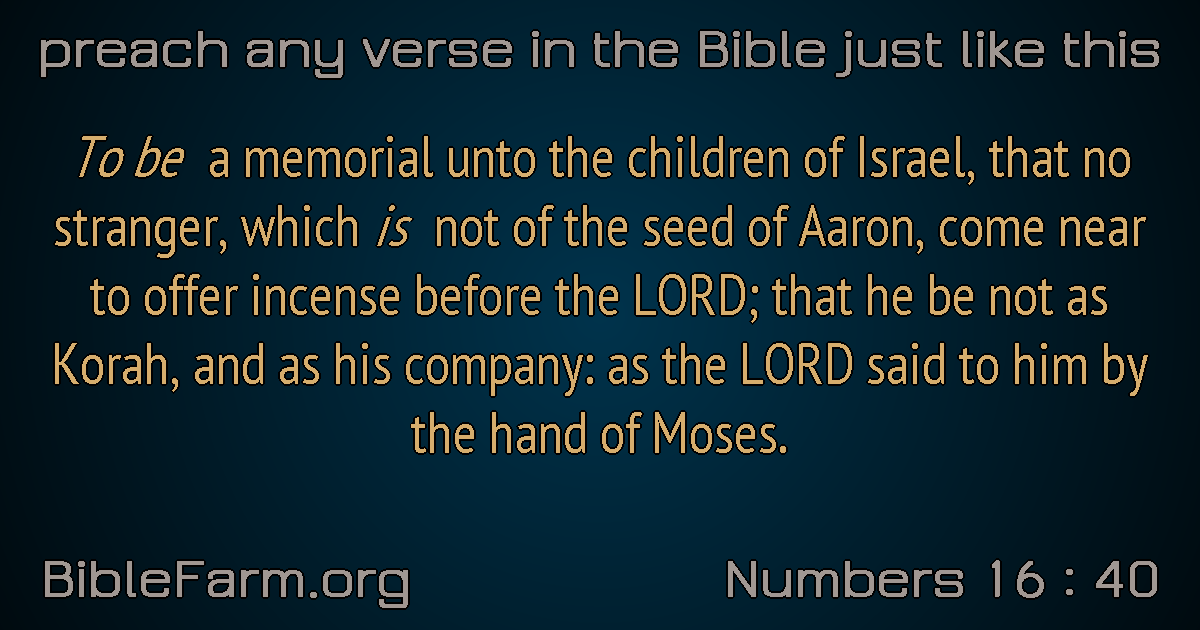 preach any verse in the Bible just like this
To be a memorial unto the children of Israel, that no
stranger, which is not of the seed of Aaron, come near
to offer incense before the LORD; that he be not as
Korah, and as his company: as the LORD said to him by
the hand of Moses.
BibleFarm.org
Numbers 16 : 40